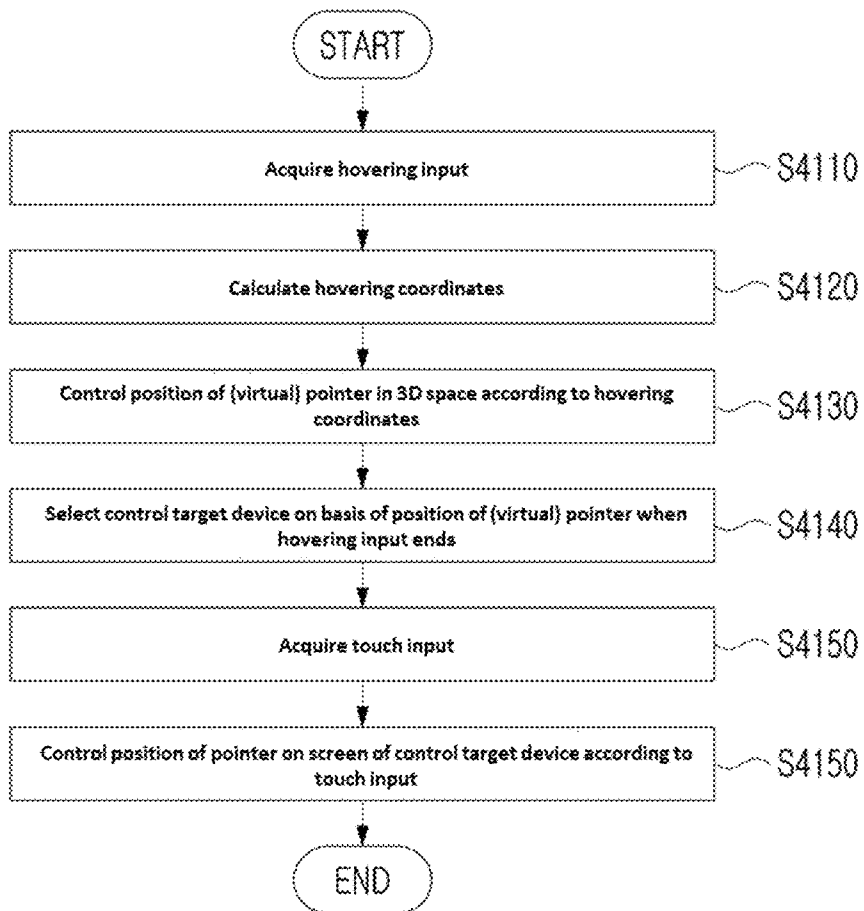 START
Acquire hovering input
S4110
Calculate hovering coordinates
S4120
Control position of (virtual) pointer in 3D space according to hovering
coordinates
S4130
Select control target device on basis of position of (virtual) pointer when
hovering input ends
S4140
Acquire touch input
S4150
Control position of pointer on screen of control target device according to
touch input
S4150
END